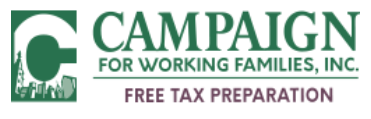 CAMPAIGN
FOR WORKING FAMILIES, INC.
FREE TAX PREPARATION